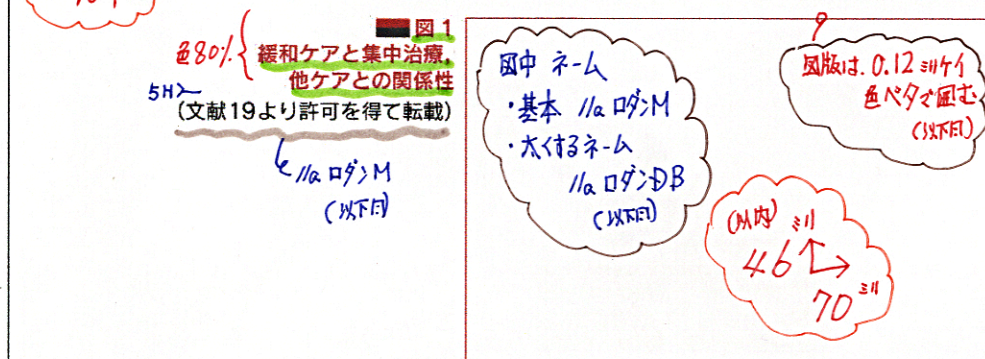 図1
色80%
緩和ケアと集中治療,
他ケアとの関係性
5H
(文献19より許可を得て転載)
11Q ロダンM
(以下同)
図中 ネーム
・基本 11Q ロダンM
・太くするネーム
11Q ロダンDB
(以下同)
図版は、0.12ミリケイ
色ベタで囲む
(以下同)
(以内)
46ミリ
70ミリ